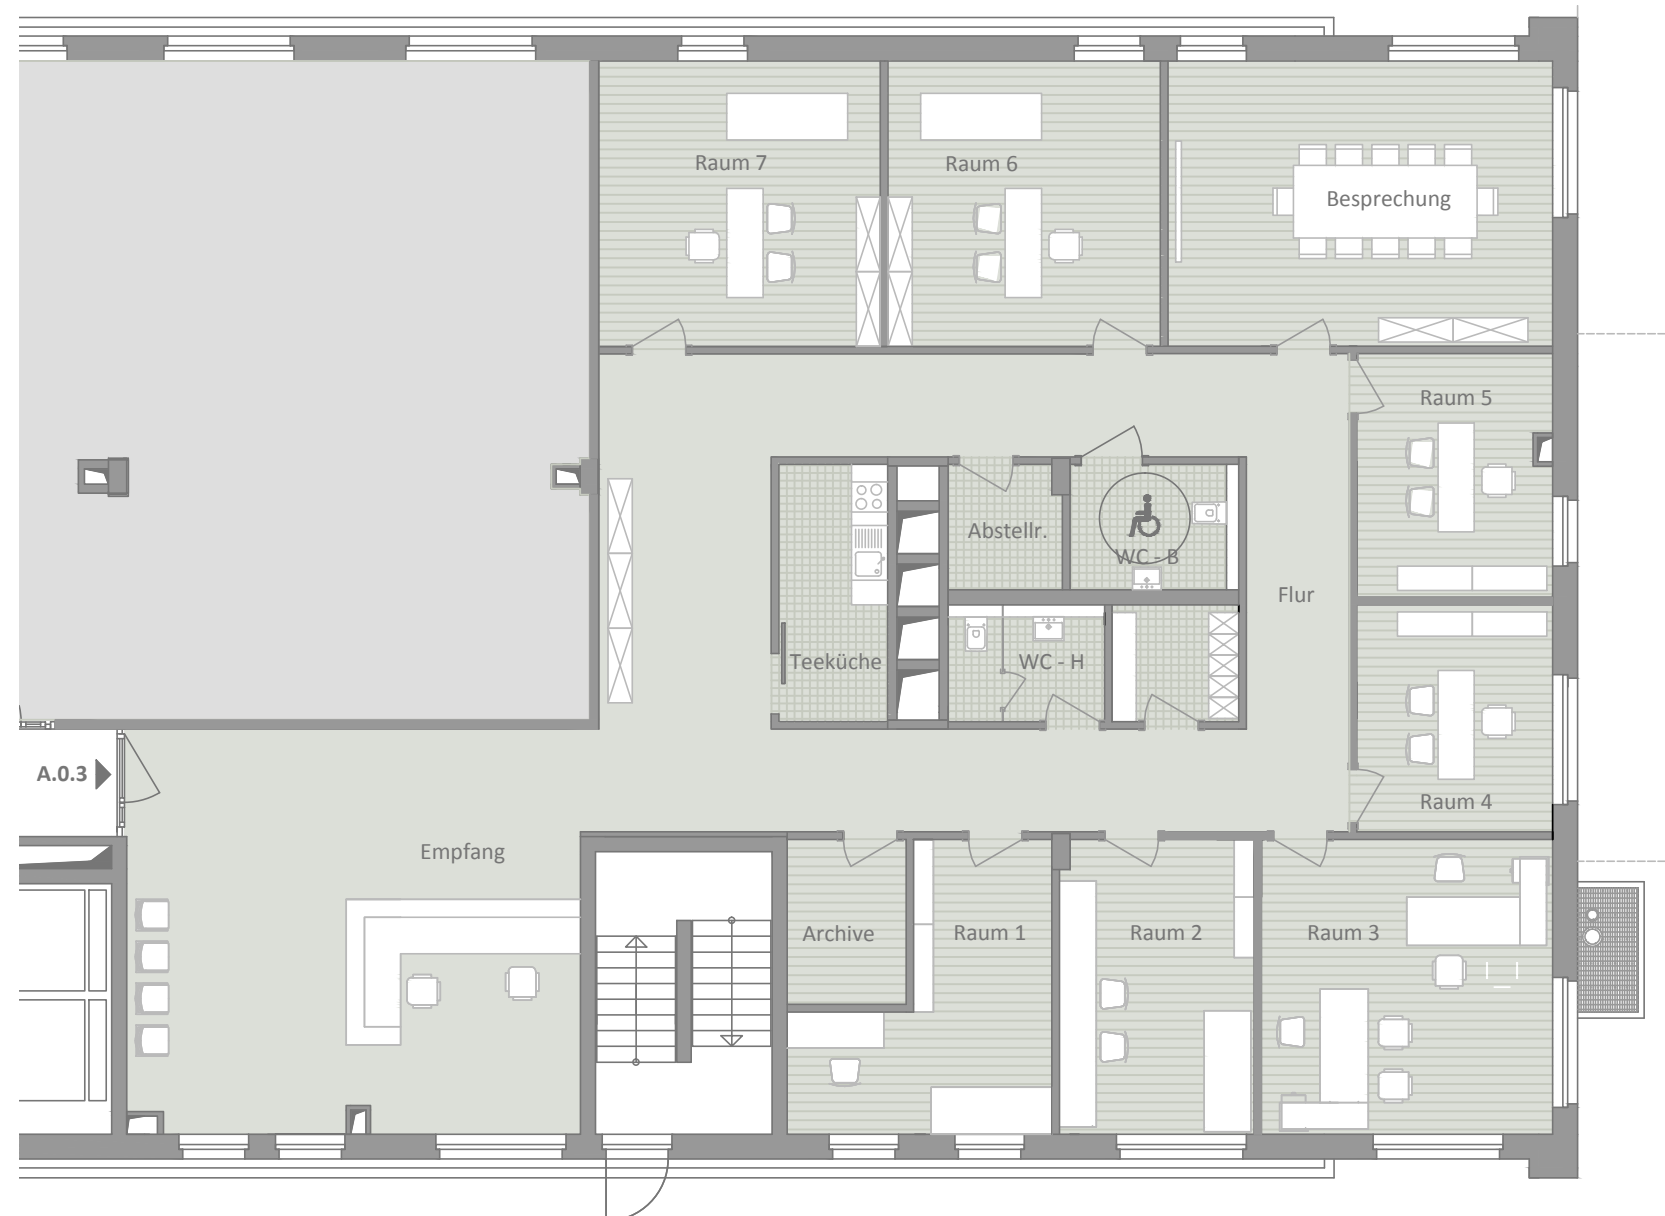 Raum 7
Raum 6
Besprechung
Raum 5
Abstellr.
WC - B
Flur
Teeküche
WC - H
A.0.3
Raum 4
Empfang
Archive
Raum 1
Raum 2
Raum 3